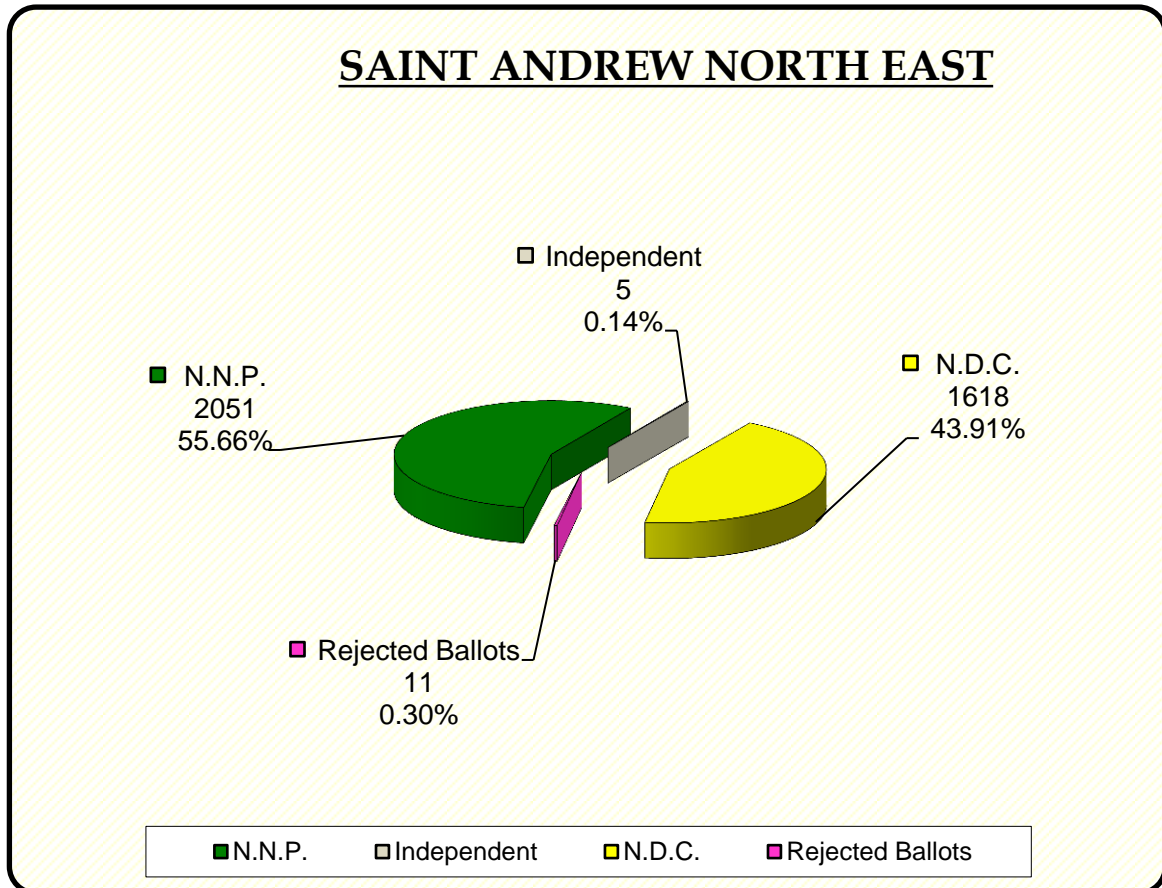 SAINT ANDREW NORTH EAST
Independent
5
0.14%
N.N.P.
2051
55.66%
N.D.C.
1618
43.91%
Rejected Ballots
11
0.30%
N.N.P. Independent N.D.C. Rejected Ballots